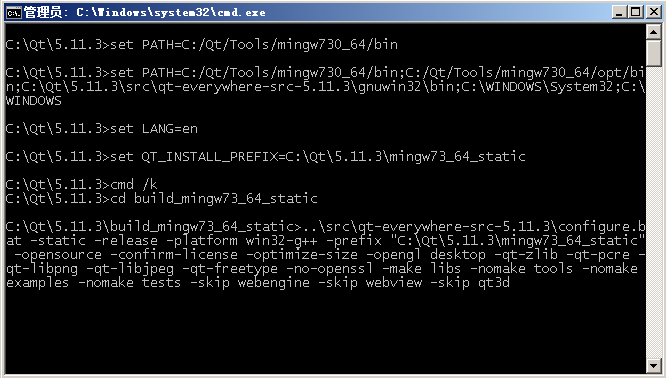 管理员: C:\Windows\system32\cmd.exe
C:\Qt\5.11.3>set PATH=C:/Qt/Tools/mingw730_64/bin
C:\Qt\5.11.3>set PATH=C:/Qt/Tools/mingw730_64/bin;C:/Qt/Tools/mingw730_64/opt/bi
n;C:\Qt\5.11.3\src\qt-everywhere-src-5.11.3\gnuwin32\bin;C:\WINDOWS\System32;C:\
WINDOWS
C:\Qt\5.11.3>set LANG=en
C:\Qt\5.11.3>set QT_INSTALL_PREFIX=C:\Qt\5.11.3\mingw73_64_static
C:\Qt\5.11.3>cmd /k
C:\Qt\5.11.3>cd build_mingw73_64_static
C:\Qt\5.11.3\build_mingw73_64_static>..\src\qt-everywhere-src-5.11.3\configure.b
at -static -release -platform win32-g++ -prefix "C:\Qt\5.11.3\mingw73_64_static"
-opensource -confirm-license -optimize-size -opengl desktop -qt-zlib -qt-pcre -
qt-libpng -qt-libjpeg -qt-freetype -no-openssl -make libs -nomake tools -nomake
examples -nomake tests -skip webengine -skip webview -skip qt3d